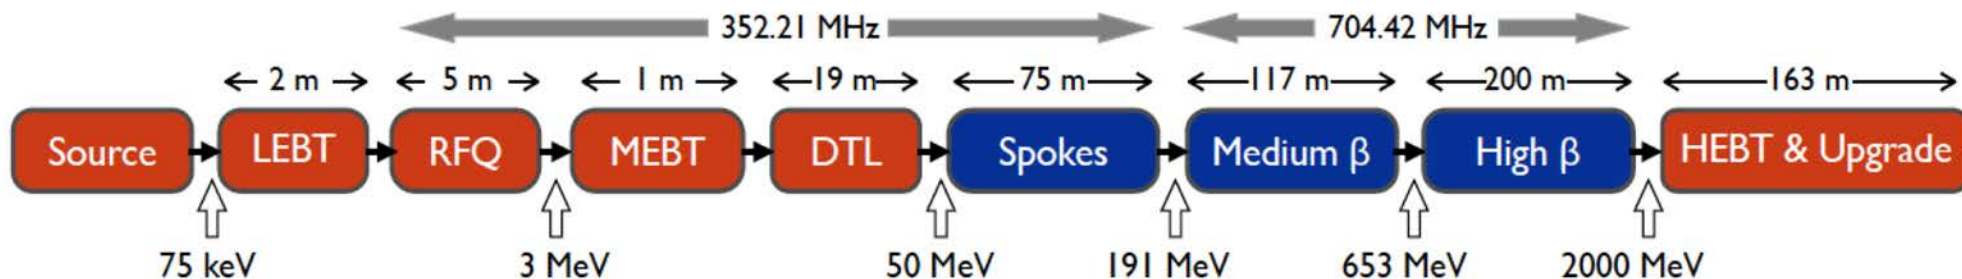 352.21 MHz 704.42 MHz
2 m 5 m 1 m 19 m 75 m 117 m 200 m 163 m
Source LEBT RFQ MEBT DTL Spokes Medium β High β HEBT & Upgrade
75 keV 3 MeV 50 MeV 191 MeV 653 MeV 2000 MeV